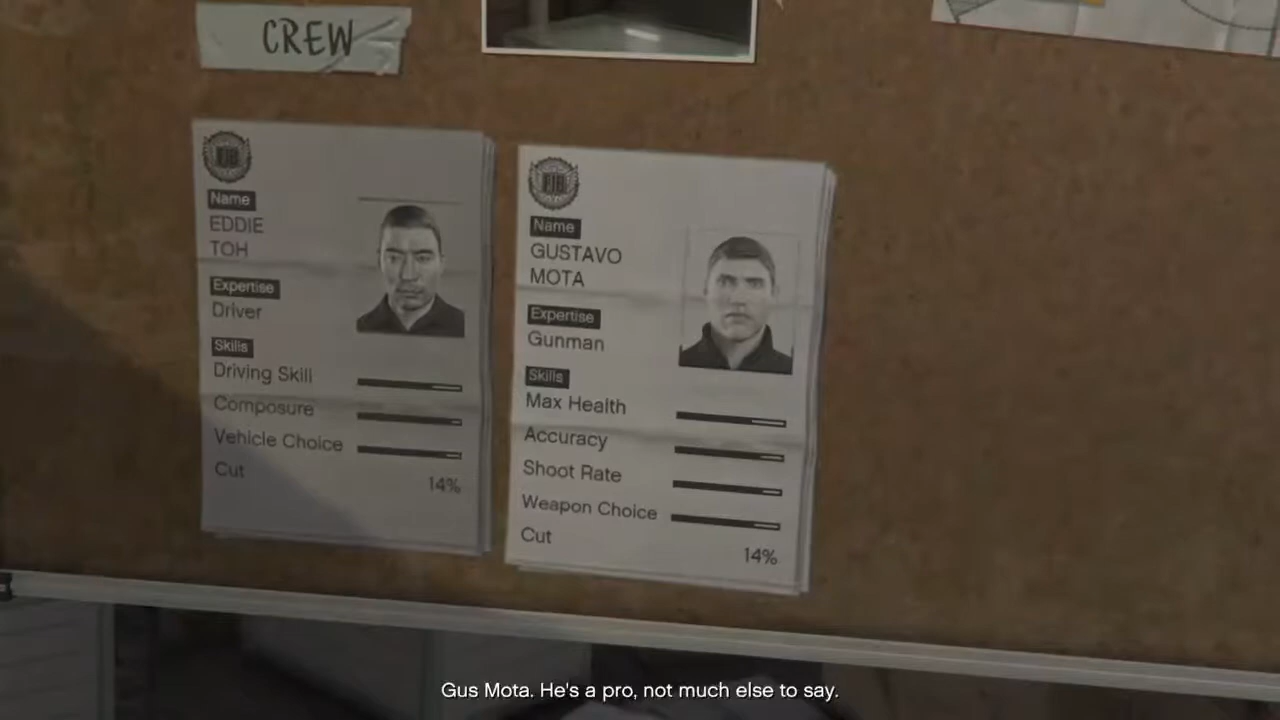 CREW
FIB
Name
EDDIE
TOH
Expertise
Driver
Skills
Driving Skill
Composure
Vehicle Choice
Cut
14%
FIB
Name
GUSTAVO
MOTA
Expertise
Gunman
Skills
Max Health
Accuracy
Shoot Rate
Weapon Choice
Cut
14%
Gus Mota. He's a pro, not much else to say.